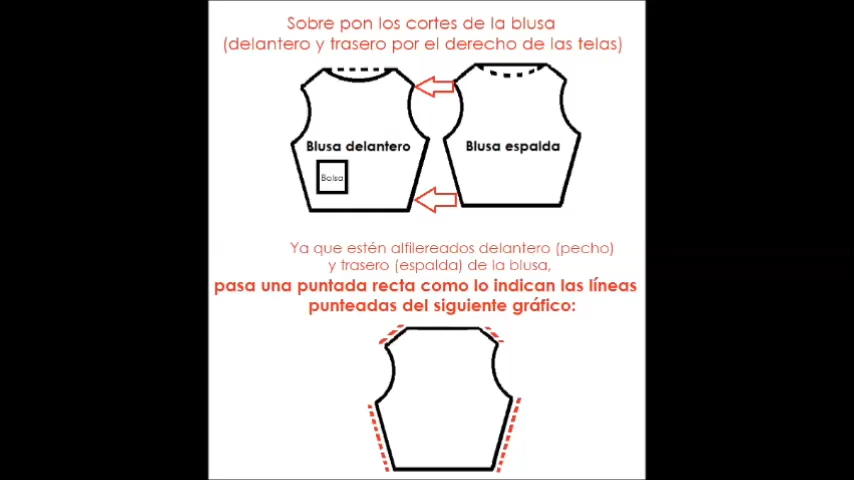 Sobre pon los cortes de la blusa
(delantero y trasero por el derecho de las telas)
Blusa delantero
Blusa espalda
Bolsa
Ya que estén alfilereados delantero (pecho)
y trasero (espalda) de la blusa,
pasa una puntada recta como lo indican las líneas
punteadas del siguiente gráfico: